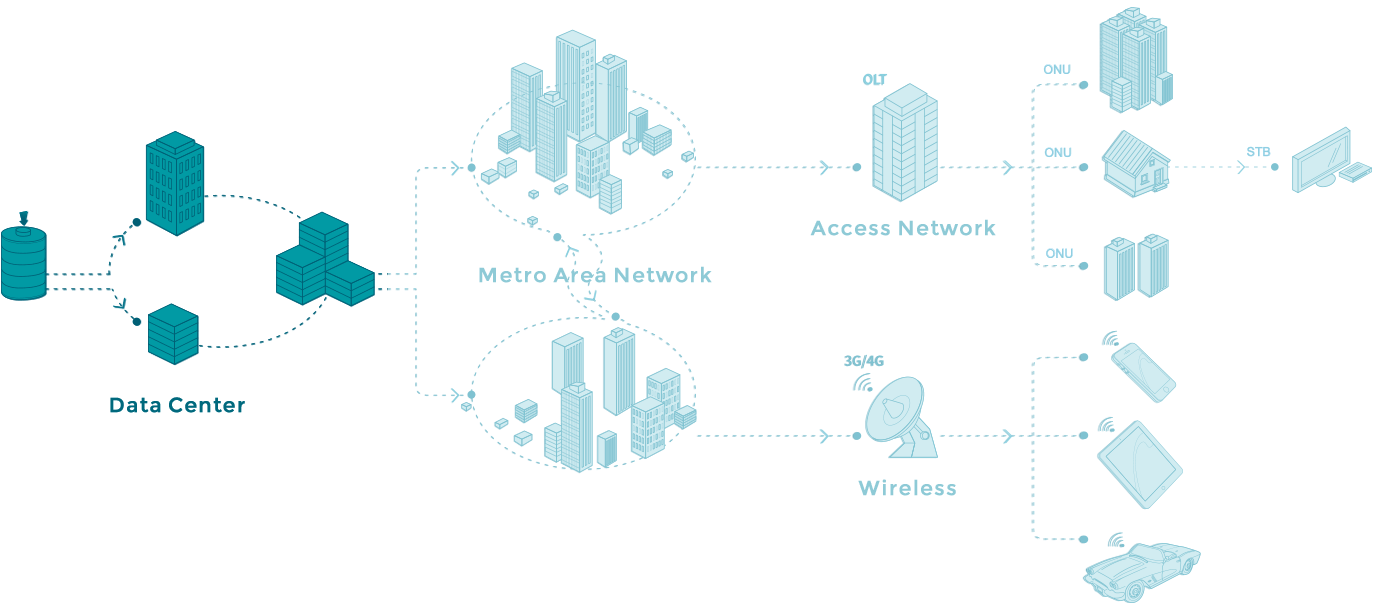 OLT
ONU
ONU
STB
Access Network
ONU
Metro Area Network
3G/4G
Data Center
Wireless